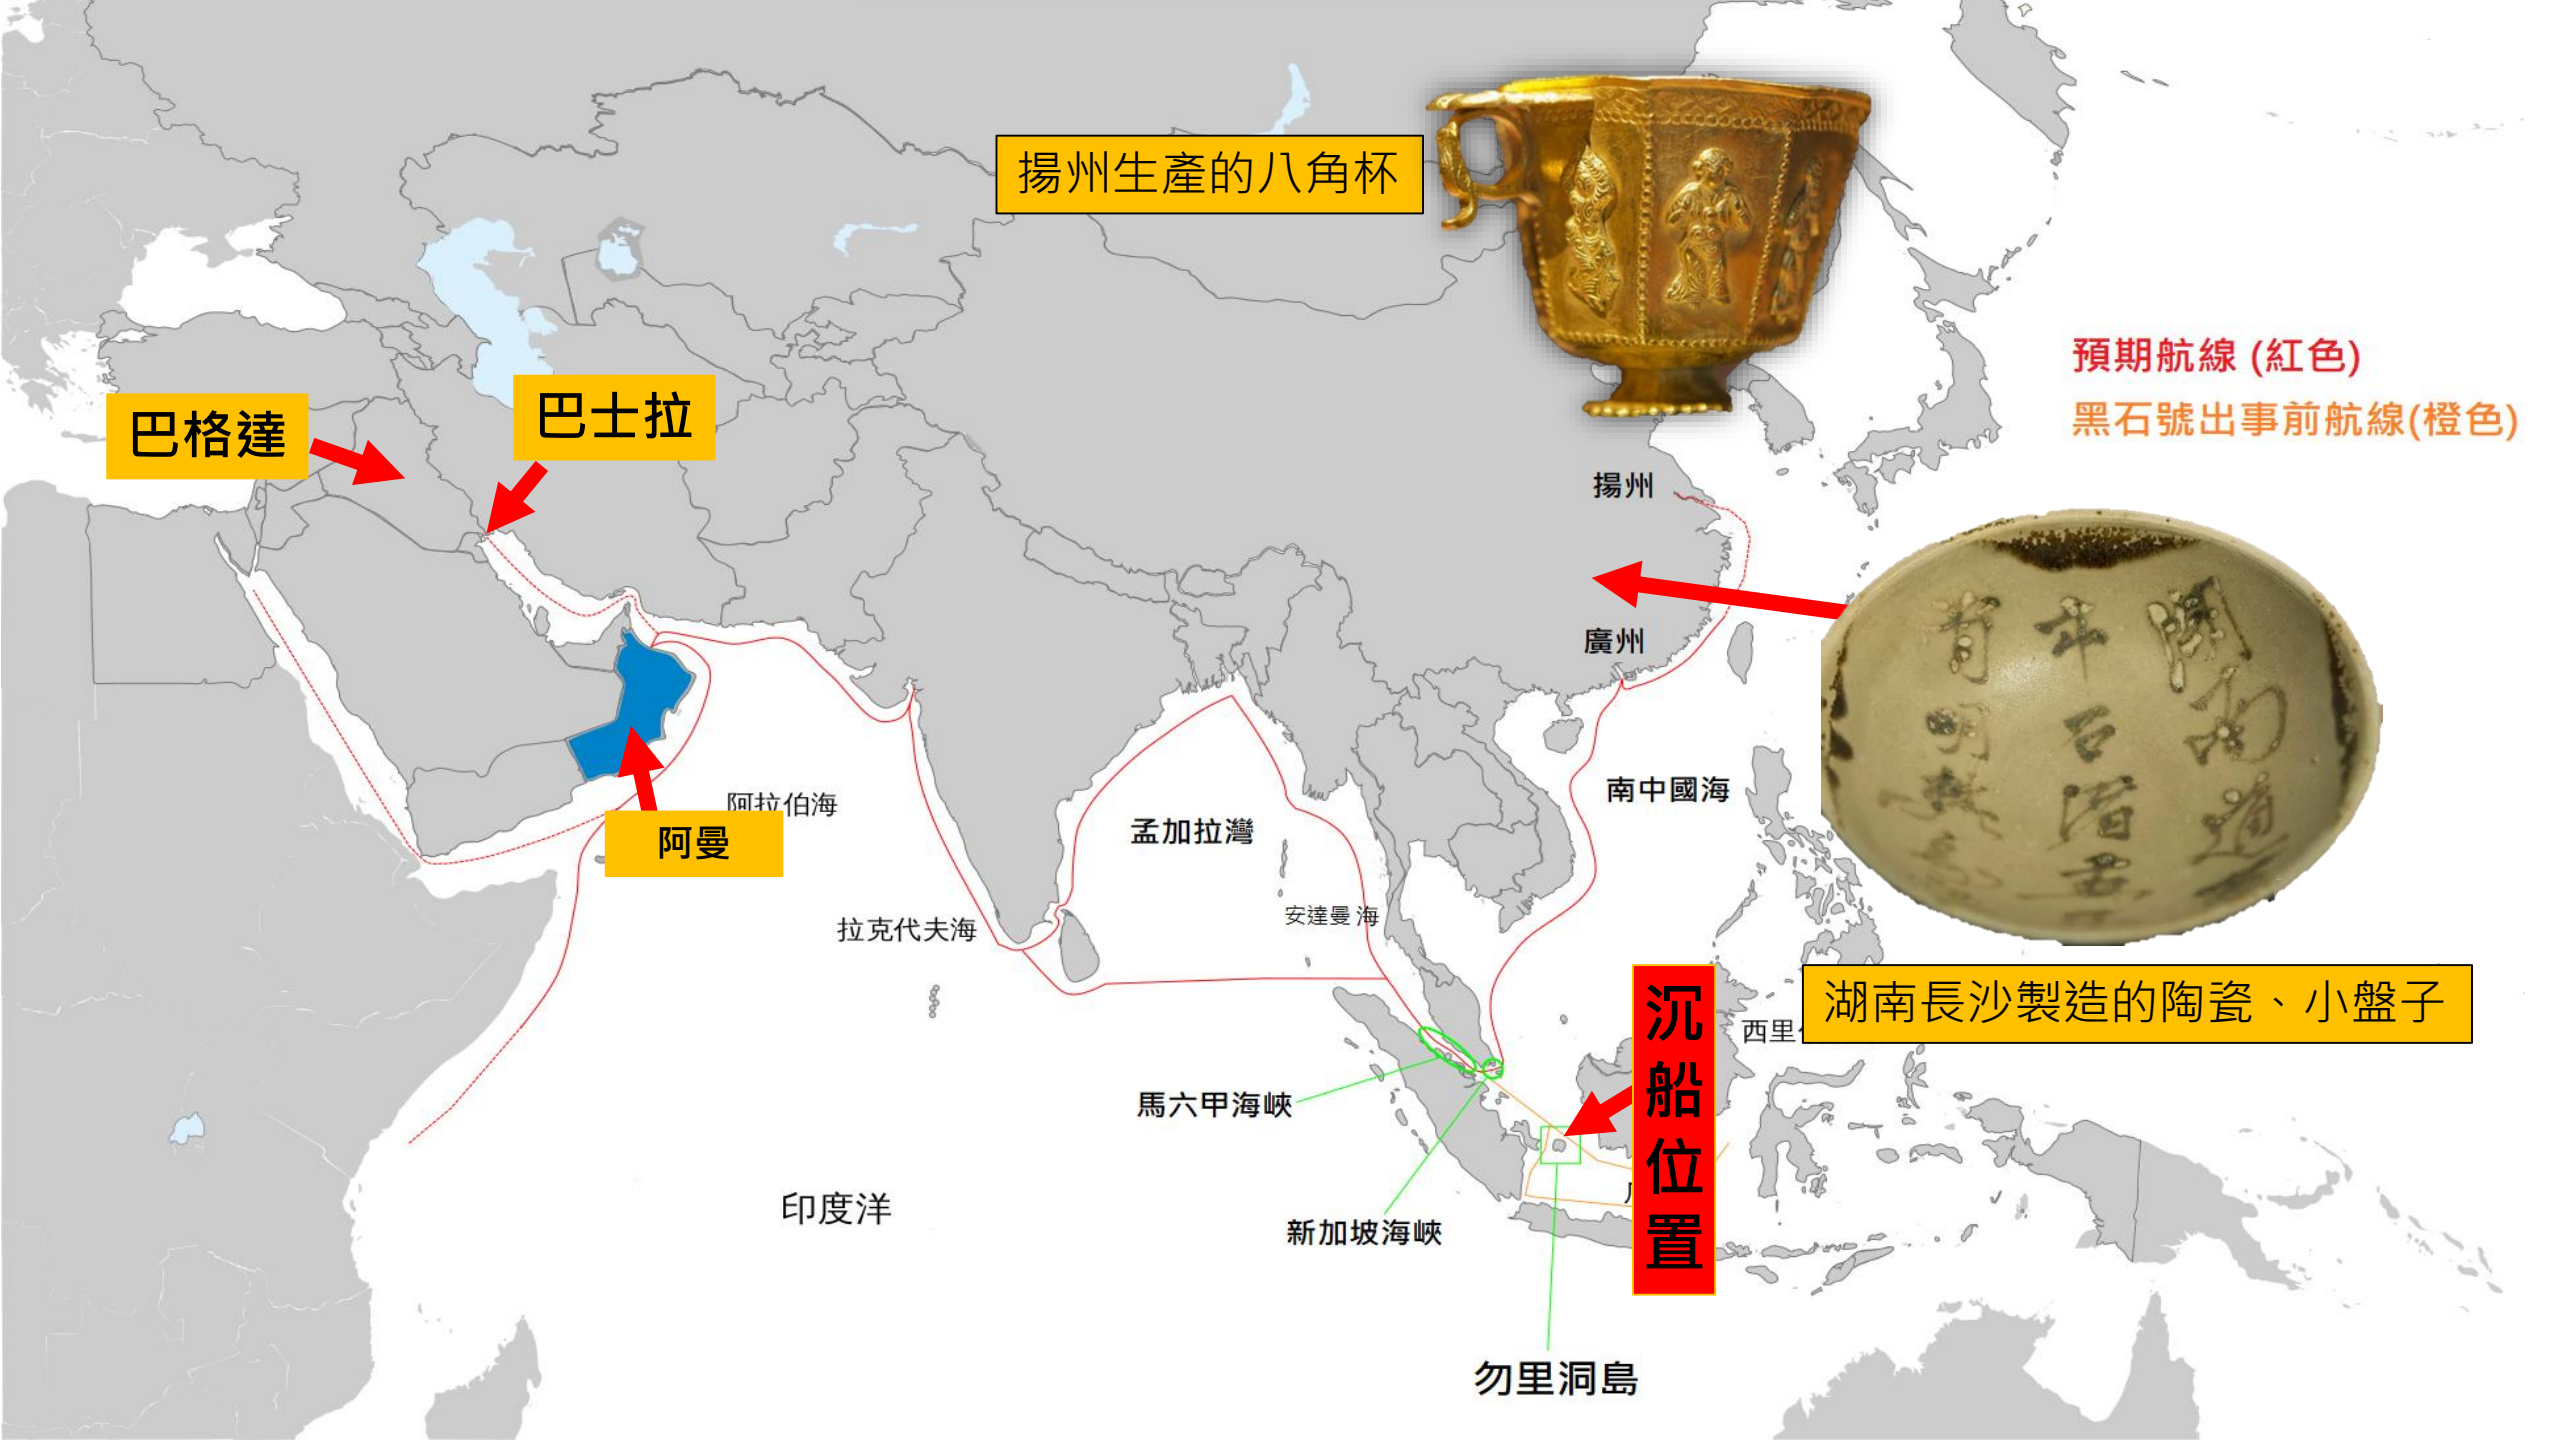 揚州生產的八角杯
預期航線 (紅色)
黑石號出事前航線(橙色)
巴格達
巴士拉
揚州
廣州
南中國海
阿拉伯海
阿曼
孟加拉灣
安達曼 海
拉克代夫海
沉船位置
湖南長沙製造的陶瓷、小盤子
西里
馬六甲海峽
印度洋
新加坡海峽
勿里洞島